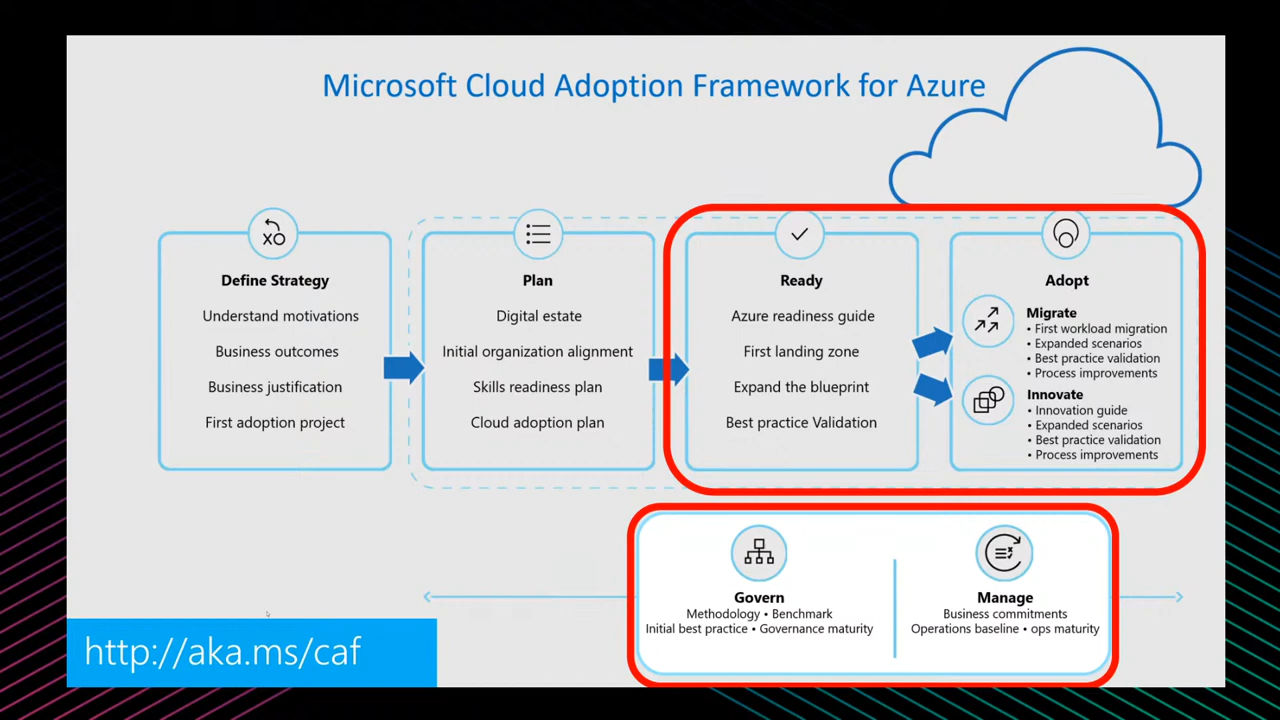 Microsoft Cloud Adoption Framework for Azure
Define Strategy
Understand motivations
Business outcomes
Business justification
First adoption project
Plan
Digital estate
Initial organization alignment
Skills readiness plan
Cloud adoption plan
Ready
Azure readiness guide
First landing zone
Expand the blueprint
Best practice Validation
Adopt
Migrate
• First workload migration
• Expanded scenarios
• Best practice validation
• Process improvements
Innovate
• Innovation guide
• Expanded scenarios
• Best practice validation
• Process improvements
Govern
Methodology • Benchmark
Initial best practice • Governance maturity
Manage
Business commitments
Operations baseline • ops maturity
http://aka.ms/caf